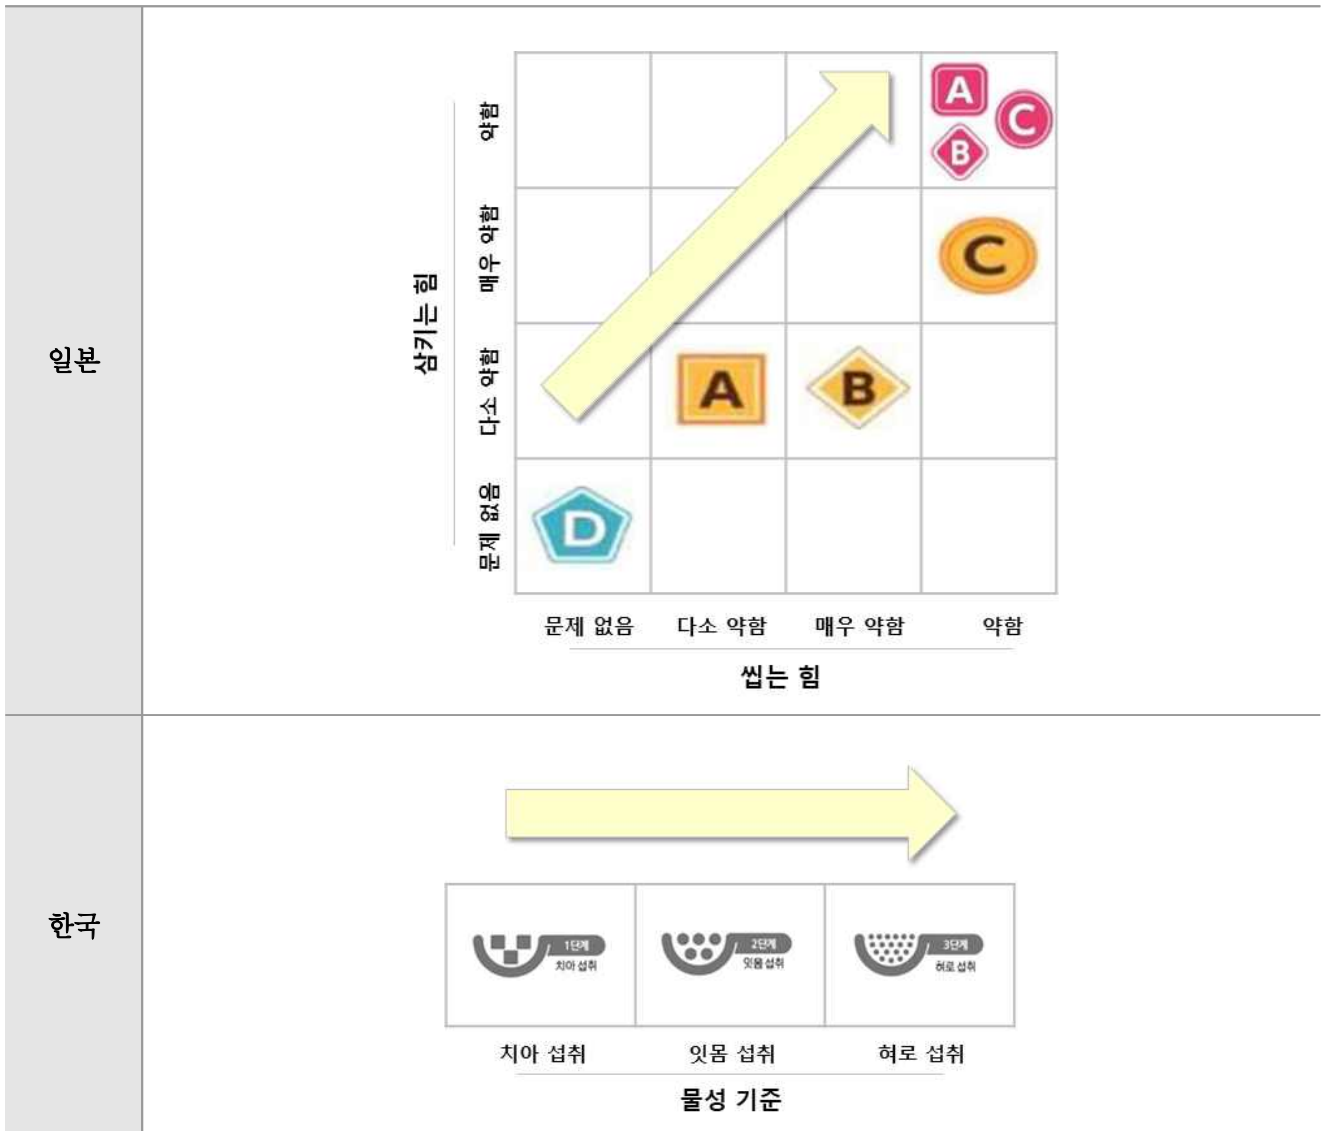 일본
삼키는 힘
약함
매우 약함
다소 약함
문제 없음
A
C
B
C
A
B
D
문제 없음 다소 약함 매우 약함 약함
씹는 힘
한국
1단계
치아 섭취
2단계
잇몸 섭취
3단계
혀로 섭취
치아 섭취 잇몸 섭취 혀로 섭취
물성 기준